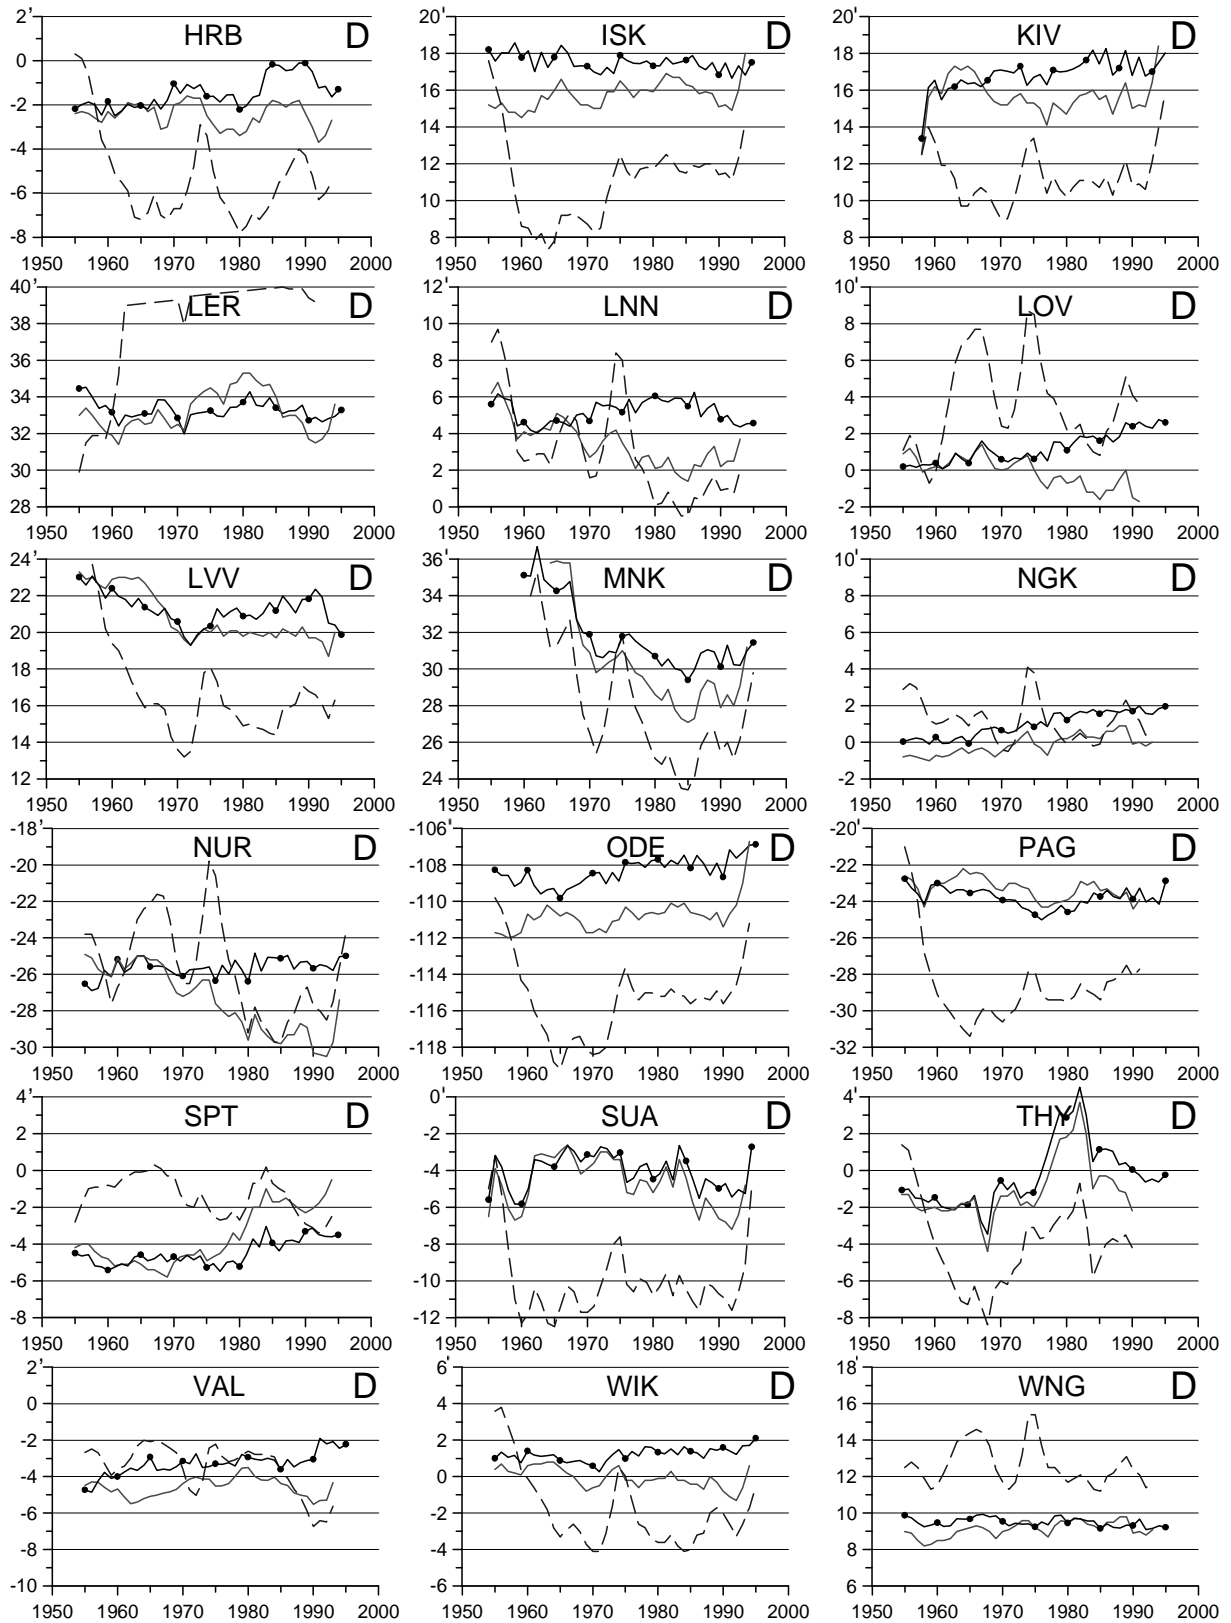 2’ 20' 20'
HRB D ISK D KIV D
0 18 18
-2 16 16
14 14
-4 12 12
-6 10 10
-8 8 8
1950 1960 1970 1980 1990 2000 1950 1960 1970 1980 1990 2000 1950 1960 1970 1980 1990 2000
40’ 12’ 10'
LER D LNN D LOV D
38 10 8
36 8 6
34 6 4
32 4 2
30 2 0
28 0 -2
1950 1960 1970 1980 1990 2000 1950 1960 1970 1980 1990 2000 1950 1960 1970 1980 1990 2000
24’ 36' 10’
LVV D MNK D NGK D
22 34 8
20 32 6
18 30 4
16 28 2
14 26 0
12 24 -2
1950 1960 1970 1980 1990 2000 1950 1960 1970 1980 1990 2000 1950 1960 1970 1980 1990 2000
-18’ -106’ -20'
NUR D ODE D PAG D
-20 -108 -22
-22 -110 -24
-24 -112 -26
-26 -114 -28
-28 -116 -30
-30 -118 -32
1950 1960 1970 1980 1990 2000 1950 1960 1970 1980 1990 2000 1950 1960 1970 1980 1990 2000
4’ 0' 4'
SPT D SUA D THY D
2 -2 2
0 -4 0
-2 -6 -2
-4 -8 -4
-6 -10 -6
-8 -12 -8
1950 1960 1970 1980 1990 2000 1950 1960 1970 1980 1990 2000 1950 1960 1970 1980 1990 2000
2’ 6’ 18'
VAL D WIK D WNG D
0 4 16
-2 2 14
-4 0 12
-6 -2 10
-8 -4 8
-10 -6 6
1950 1960 1970 1980 1990 2000 1950 1960 1970 1980 1990 2000 1950 1960 1970 1980 1990 2000